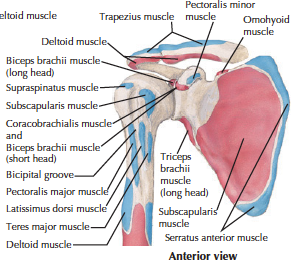 eltoid muscle
Trapezius muscle
Pectoralis minor
muscle
Omohyoid
muscle
Deltoid muscle
Biceps brachii muscle
(long head)
Supraspinatus muscle
Subscapularis muscle
Coracobrachialis muscle
and
Biceps brachii muscle
(short head)
Bicipital groove
Pectoralis major muscle
Latissimus dorsi muscle
Teres major muscle
Deltoid muscle
Triceps
brachii
muscle
(long head)
Subscapularis
muscle
Serratus anterior muscle
Anterior view